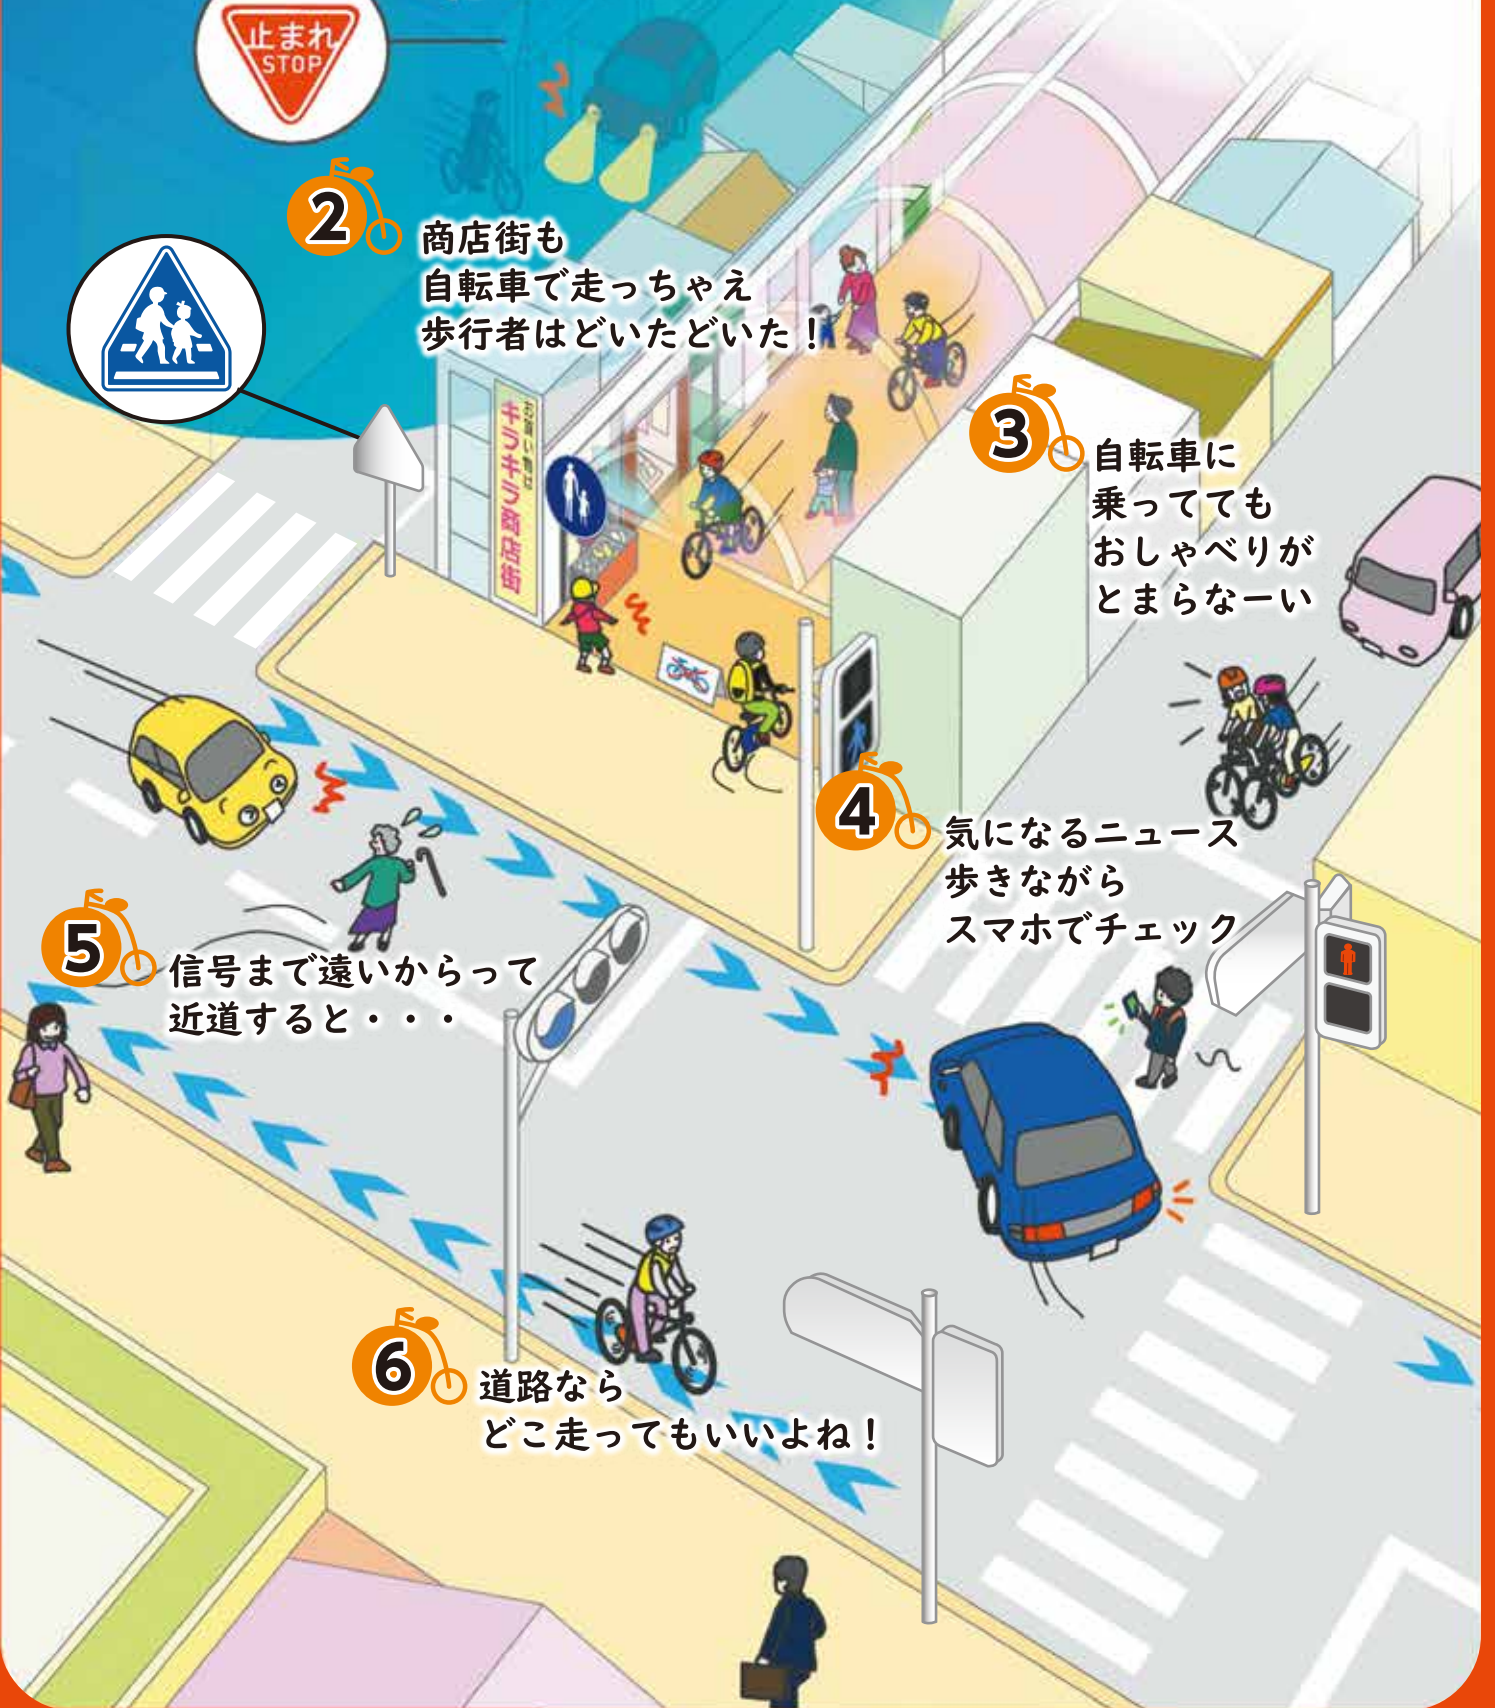 止まれ
STOP
2
商店街も
自転車で走っちゃえ
歩行者はどいたどいた！
お買い物は
キラキラ商店街
3
自転車に
乗ってても
おしゃべりが
とまらなーい
4
気になるニュース
歩きながら
スマホでチェック
5
信号まで遠いからって
近道すると・・・
6
道路なら
どこ走ってもいいよね！